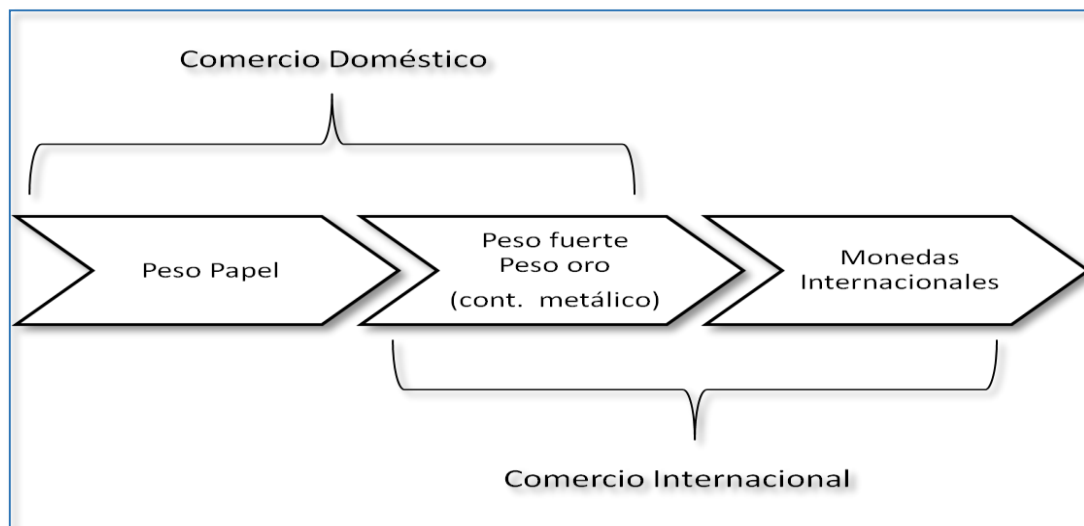 Comercio Doméstico
Peso Papel
Peso fuerte
Peso oro
(cont. metálico)
Monedas
Internacionales
Comercio Internacional